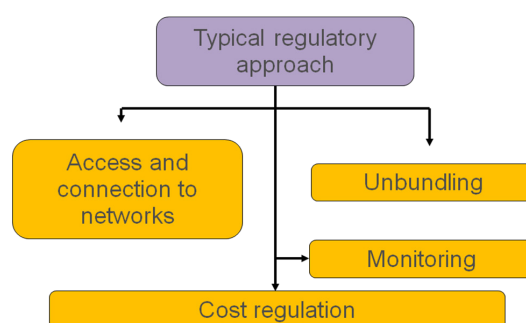 Typical regulatory
approach
Access and
connection to
networks
Unbundling
Monitoring
Cost regulation